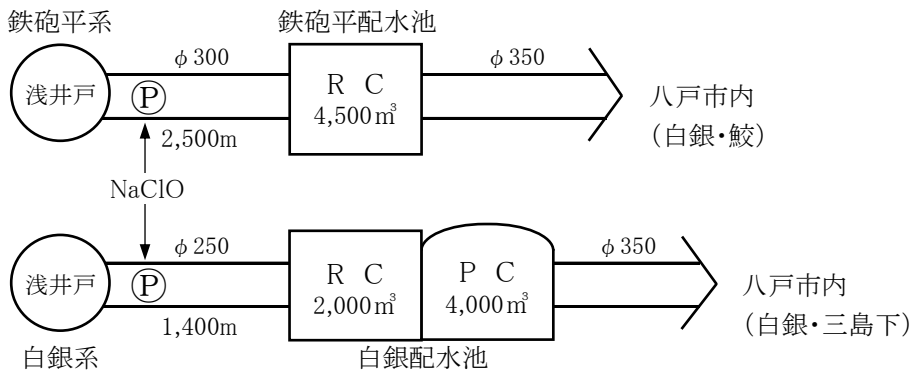 鉄砲平系
鉄砲平配水池
φ300
φ350
浅井戸
Ⓟ
RC
4,500㎥
八戸市内
(白銀・鮫)
2,500m
NaClO
φ250
φ350
浅井戸
Ⓟ
RC
2,000㎥
PC
4,000㎥
八戸市内
(白銀・三島下)
1,400m
白銀系
白銀配水池